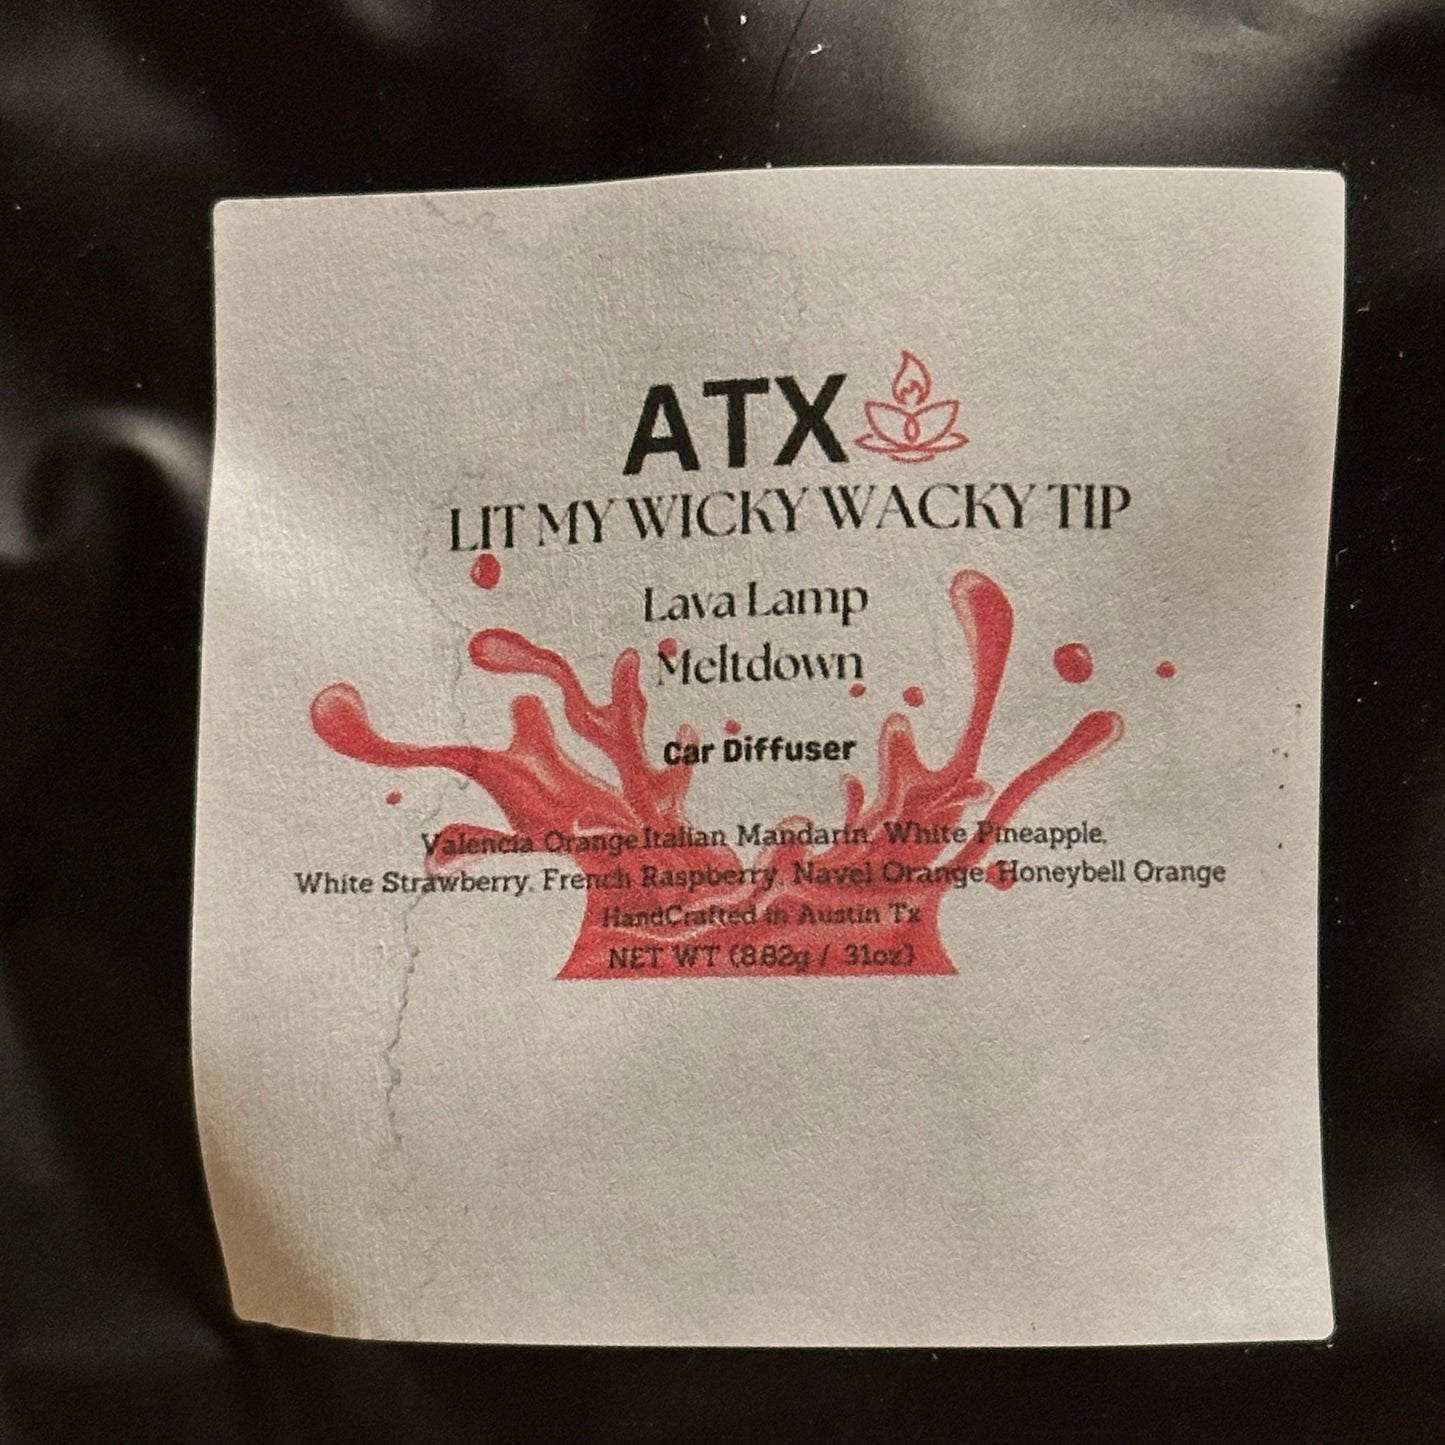 ATX
LIT MY WICKY WACKY TIP
Lava Lamp
Meltdown
Car Diffuser
Valencia Orange Italian Mandarin, White Pineapple,
White Strawberry, French Raspberry, Navel Orange, Honeybell Orange
HandCrafted in Austin Tx
NET WT (8.82g / .31oz)